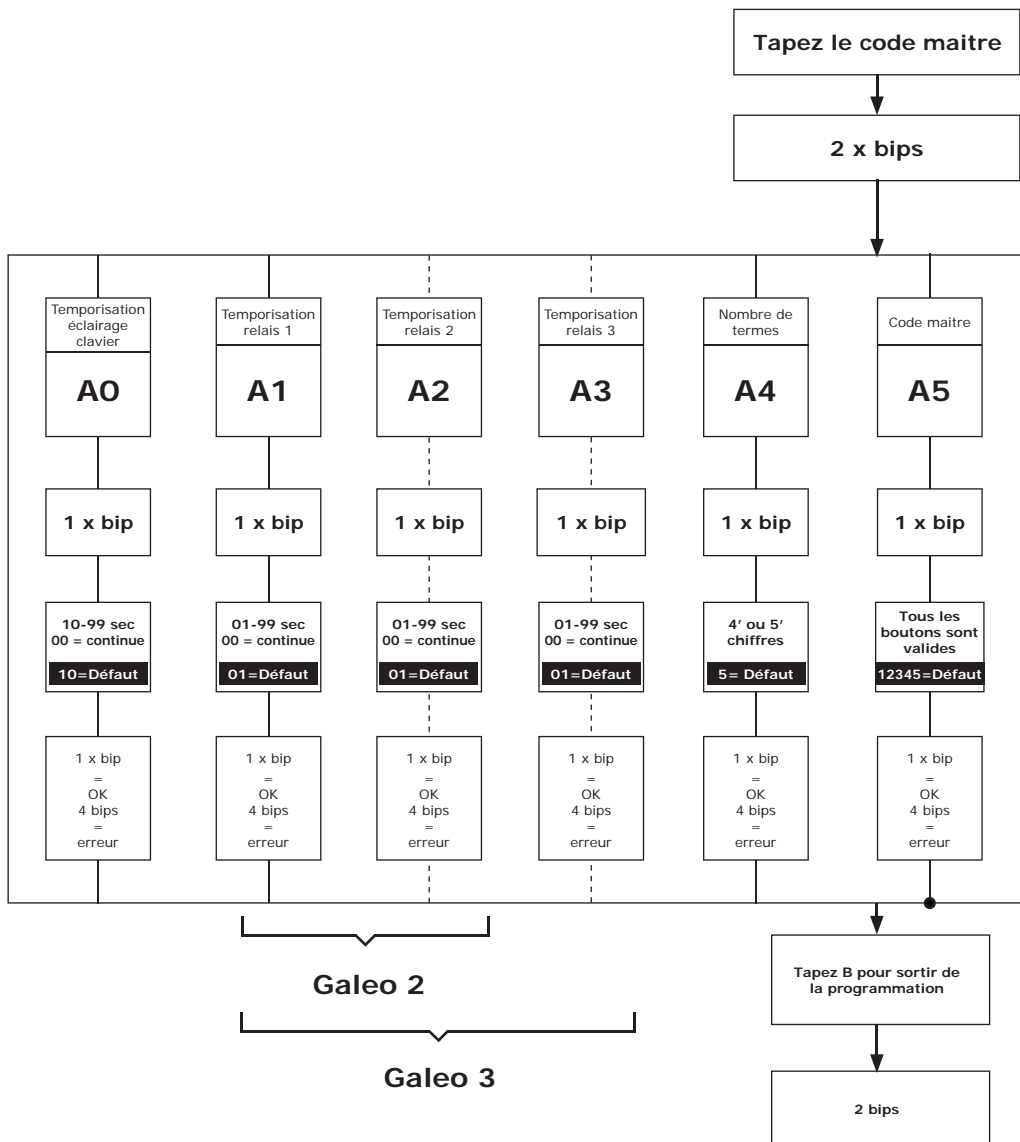 Tapez le code maitre
2 x bips
Temporisation
éclairage
clavier
A0
1 x bip
10-99 sec
00 = continue
10=Défaut
1 x bip
=
OK
4 bips
=
erreur
Temporisation
relais 1
A1
1 x bip
01-99 sec
00 = continue
01=Défaut
1 x bip
=
OK
4 bips
=
erreur
Temporisation
relais 2
A2
1 x bip
01-99 sec
00 = continue
01=Défaut
1 x bip
=
OK
4 bips
=
erreur
Temporisation
relais 3
A3
1 x bip
01-99 sec
00 = continue
01=Défaut
1 x bip
=
OK
4 bips
=
erreur
Nombre de
termes
A4
1 x bip
4' ou 5'
chiffres
5= Défaut
1 x bip
=
OK
4 bips
=
erreur
Code maitre
A5
1 x bip
Tous les
boutons sont
valides
12345=Défaut
1 x bip
=
OK
4 bips
=
erreur
Galeo 2
Galeo 3
Tapez B pour sortir de
la programmation
2 bips